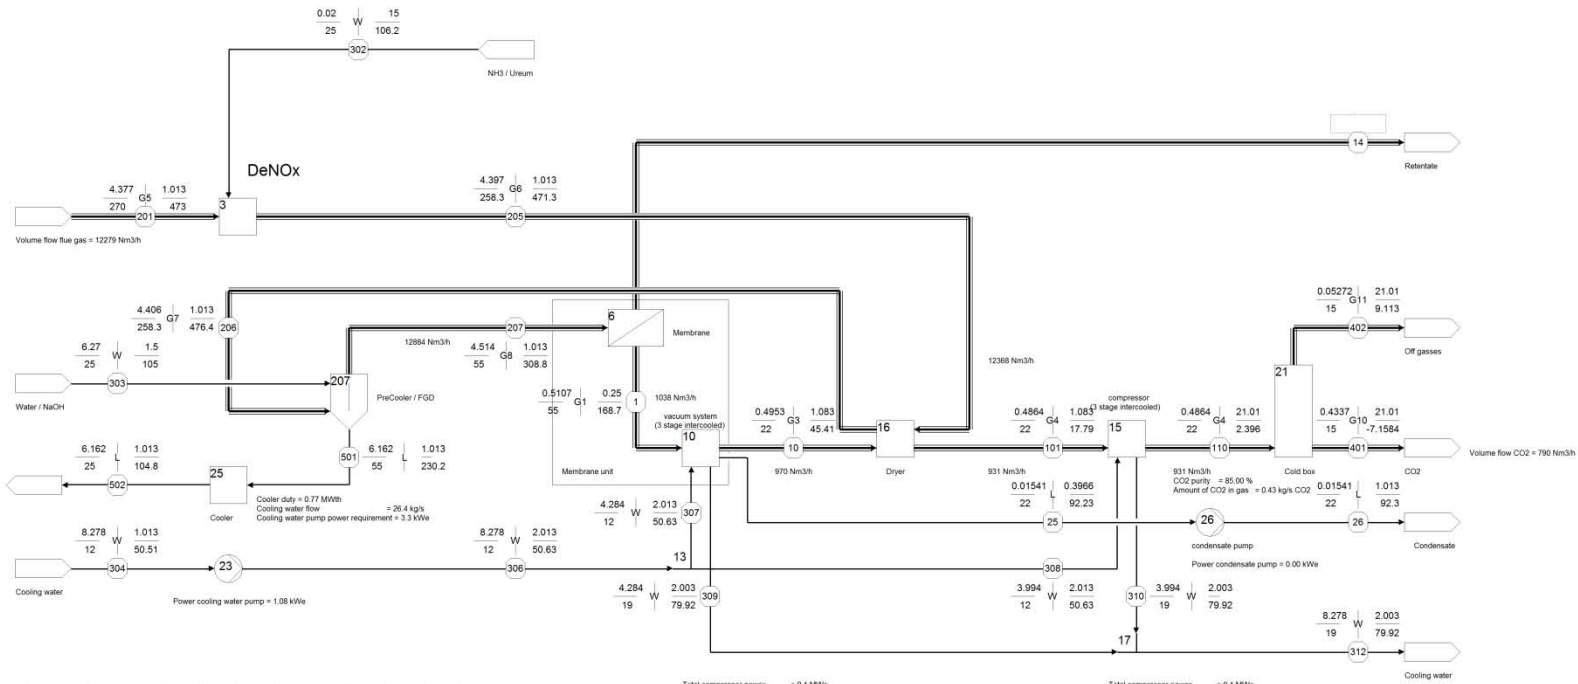 0.02 W 15
25 106.2
302
NH3 / Ureum
14
Retentate
DeNOx
4.377 G5 1.013
270 473
201
3
4.397 G6 1.013
258.3 471.3
205
Volume flow flue gas = 12279 Nm3/h
4.406 G7 1.013
258.3 476.4
206
207
12884 Nm3/h
4.514 G8 1.013
55 308.8
6
Membrane
12368 Nm3/h
0.05272 G11 21.01
15 9.113
402
Off gasses
6.27 W 1.5
25 105
303
Water / NaOH
207
PreCooler / FGD
0.5107 G1 0.25
55 168.7
1
1038 Nm3/h
vacuum system
(3 stage intercooled)
10
Membrane unit
0.4953 G3 1.083
22 45.41
10
970 Nm3/h
16
Dryer
0.4864 G4 1.083
22 17.79
101
931 Nm3/h
compressor
(3 stage intercooled)
15
0.4864 G4 21.01
22 2.396
110
931 Nm3/h
CO2 purity = 85.00 %
Amount of CO2 in gas = 0.43 kg/s CO2
21
Cold box
0.4337 G10 21.01
15 -7.1584
401
CO2
Volume flow CO2 = 790 Nm3/h
6.162 L 1.013
25 104.8
502
25
Cooler
501
6.162 L 1.013
55 230.2
Cooler duty = 0.77 MWth
Cooling water flow = 26.4 kg/s
Cooling water pump power requirement = 3.3 kWe
4.284 W 2.013
12 50.63
307
0.01541 L 0.3966
22 92.23
25
26
condensate pump
Power condensate pump = 0.00 kWe
0.01541 L 1.013
22 92.3
26
Condensate
8.278 W 1.013
12 50.51
304
Cooling water
23
Power cooling water pump = 1.08 kWe
8.278 W 2.013
12 50.63
306
13
308
3.994 W 2.013
12 50.63
4.284 W 2.003
19 79.92
309
310
3.994 W 2.003
19 79.92
17
8.278 W 2.003
19 79.92
312
Cooling water